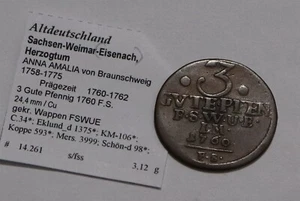 Altdeutschland
Sachsen-Weimar-Eisenach,
Herzogtum
ANNA AMALIA von Braunschweig
1758-1775
Prägezeit 1760-1762
3 Gute Pfennig 1760 F.S.
24,4 mm / Cu
gekr. Wappen FSWUE
C.34*; Eklund_d 1375*; KM-106*;
Koppe 593*; Mers. 3999; Schön-d 98*;
# 14.261 s/fss 3,12 g
3
GVTE PFEN
F.S.W.U.E.
M
1760
F.S.